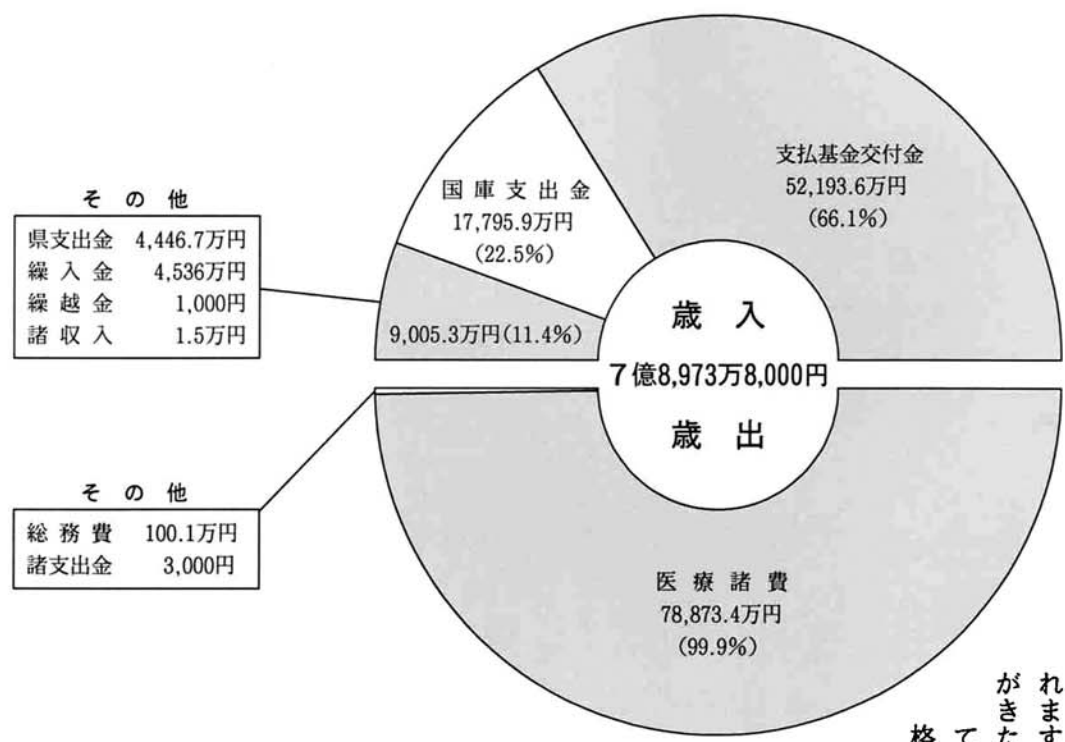 支払基金交付金
52,193.6万円
(66.1%)
国庫支出金
17,795.9万円
(22.5%)
9,005.3万円(11.4%)
その他
県支出金 4,446.7万円
繰入金 4,536万円
繰越金 1,000円
諸収入 1.5万円
歳入
7億8,973万8,000円
歳出
その他
総務費 100.1万円
諸支出金 3,000円
医療諸費
78,873.4万円
(99.9%)
れます
がきた
て
格